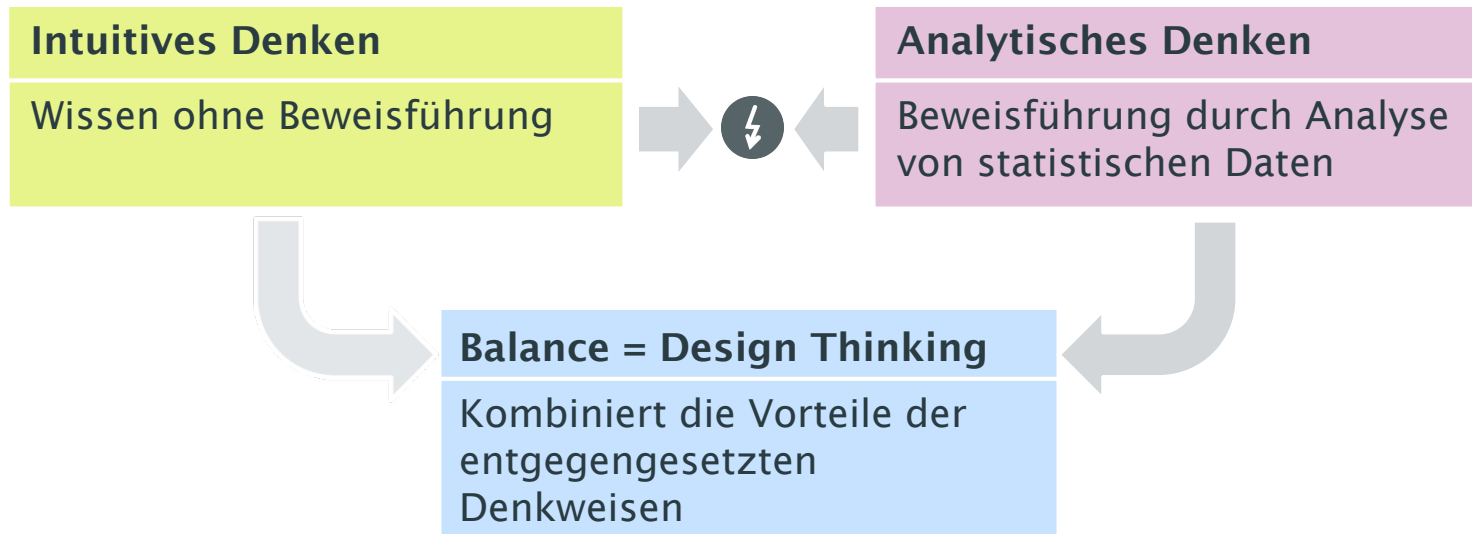 Intuitives Denken
Wissen ohne Beweisführung
Analytisches Denken
Beweisführung durch Analyse
von statistischen Daten
Balance = Design Thinking
Kombiniert die Vorteile der
entgegengesetzten
Denkweisen